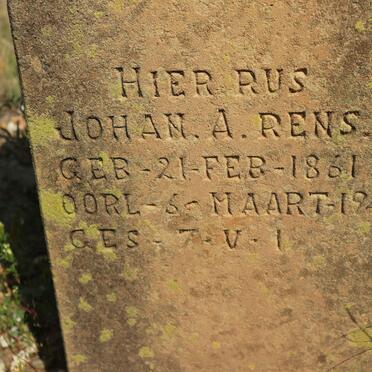 HIER RUS
JOHAN. A. RENS.
GEB-21-FEB-1861
OORL-6-MAART-19
GES-7-V-1